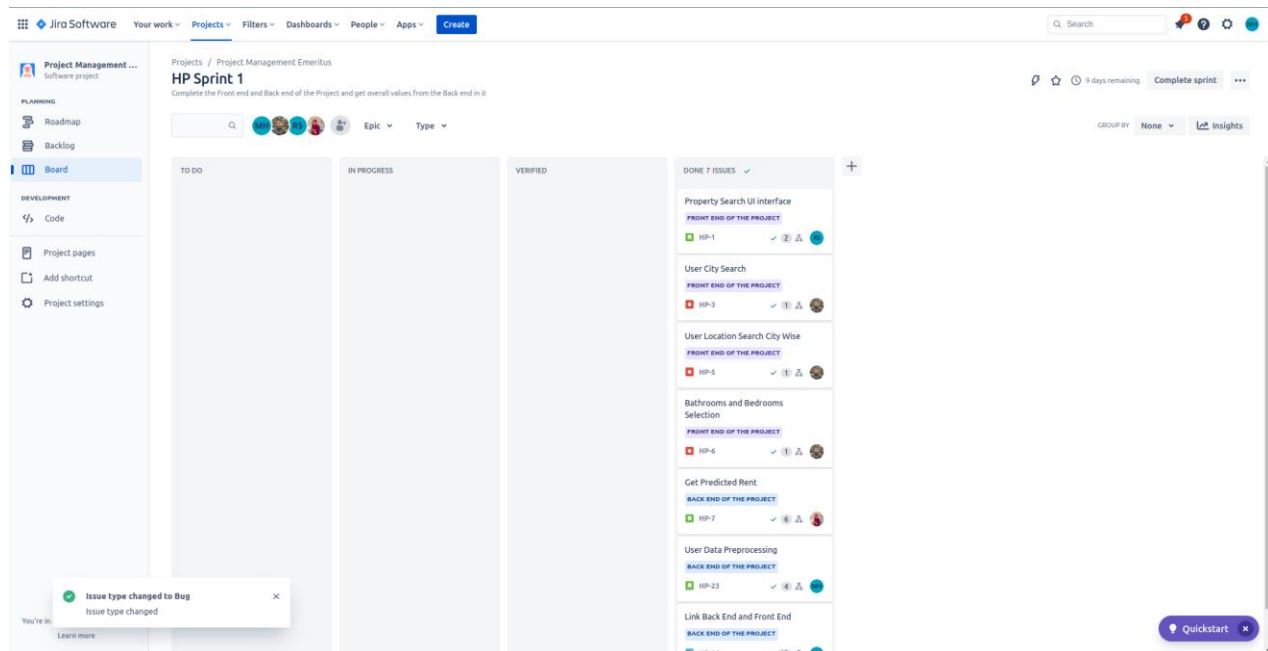 Jira Software Your work Projects Filters Dashboards People Apps Create Search 5 MH
Project Management ...
Software project
PLANNING
Roadmap
Backlog
Board
DEVELOPMENT
Code
Project pages
Add shortcut
Project settings
You're in
Learn more
Projects / Project Management Emeritus
HP Sprint 1
Complete the Front end and Back end of the Project and get overall values from the Back end in it
9 days remaining Complete sprint
MH RS Epic Type
GROUP BY None Insights
TO DO
IN PROGRESS
VERIFIED
DONE 7 ISSUES
Property Search UI interface
FRONT END OF THE PROJECT
HP-1 2 RS
User City Search
FRONT END OF THE PROJECT
HP-3 1
User Location Search City Wise
FRONT END OF THE PROJECT
HP-5 1
Bathrooms and Bedrooms
Selection
FRONT END OF THE PROJECT
HP-6 1
Get Predicted Rent
BACK END OF THE PROJECT
HP-7 6
User Data Preprocessing
BACK END OF THE PROJECT
HP-23 4 MH
Link Back End and Front End
BACK END OF THE PROJECT
Issue type changed to Bug
Issue type changed
Quickstart